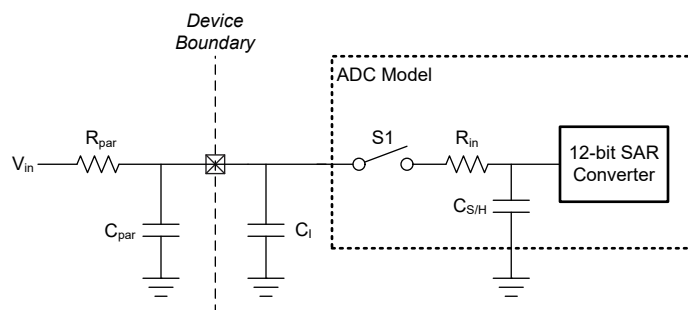 Device
Boundary
ADC Model
Vin
Rpar
S1
Rin
12-bit SAR
Converter
Cpar
CI
CS/H